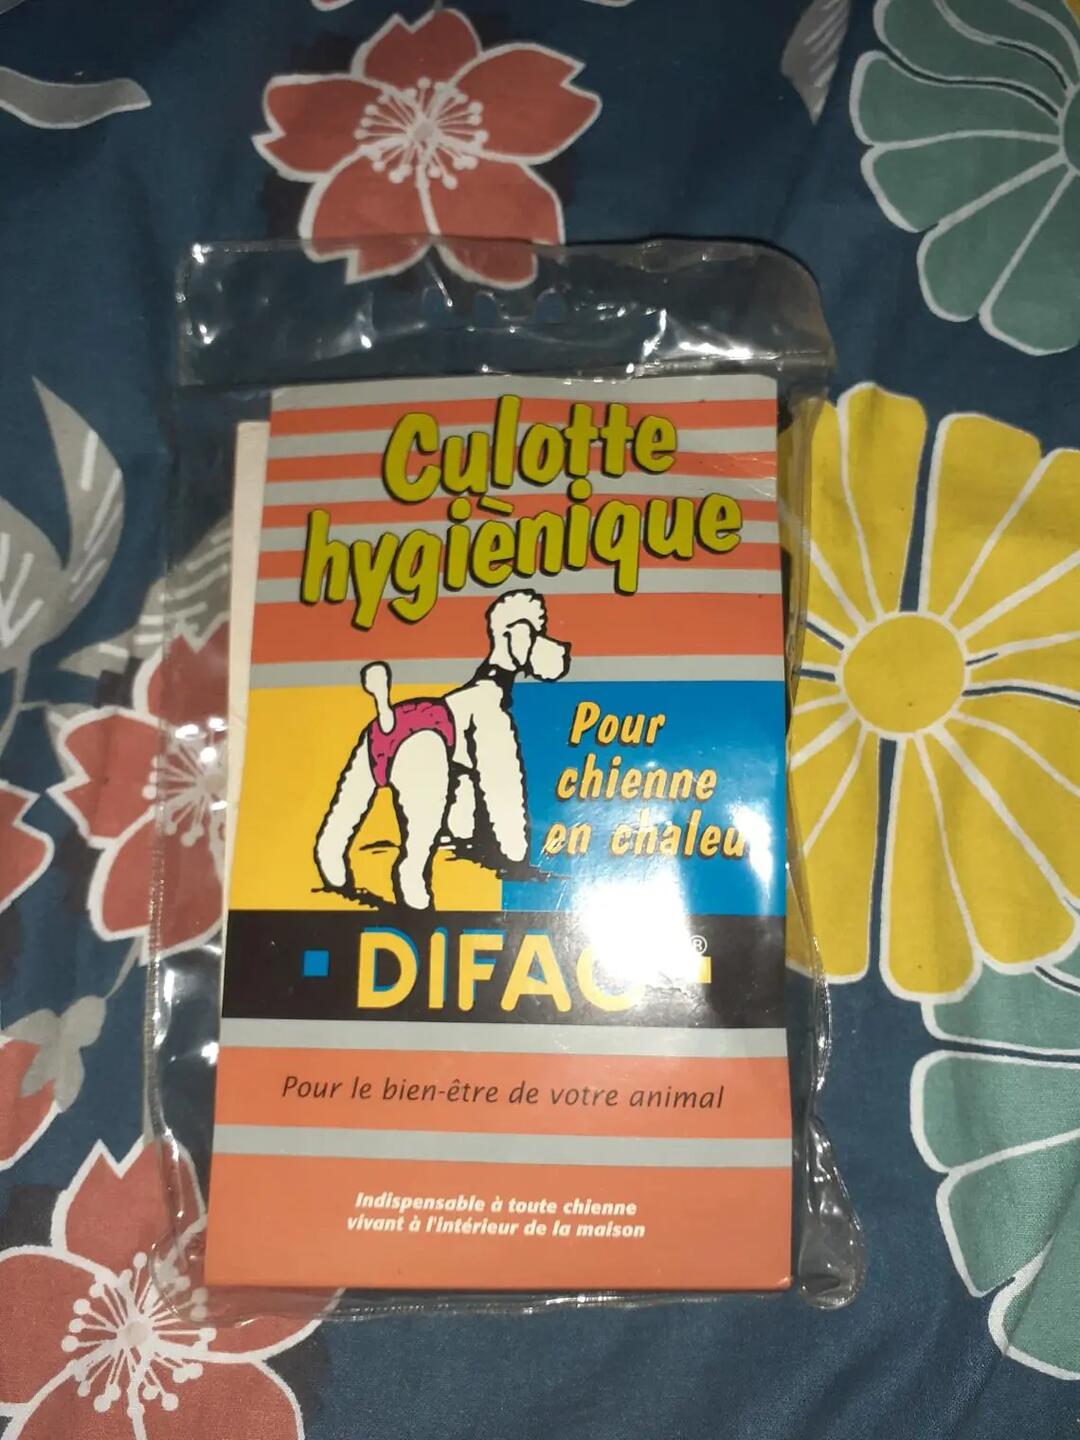 Culotte
hygiènique
Pour
chienne
en chaleu
DIFAC ®
Pour le bien-être de votre animal
Indispensable à toute chienne
vivant à l'intérieur de la maison